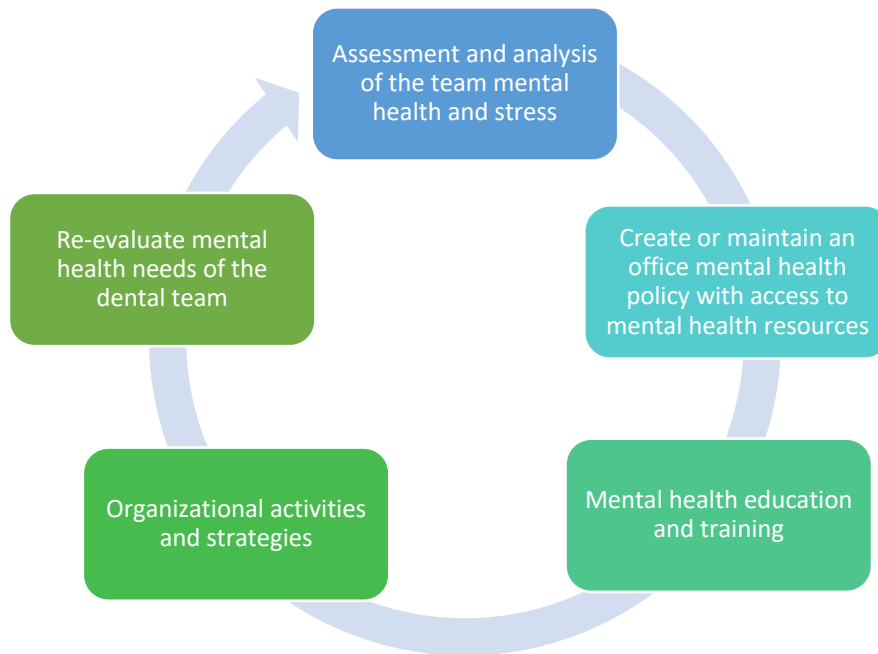 Assessment and analysis
of the team mental
health and stress
Create or maintain an
office mental health
policy with access to
mental health resources
Mental health education
and training
Organizational activities
and strategies
Re-evaluate mental
health needs of the
dental team